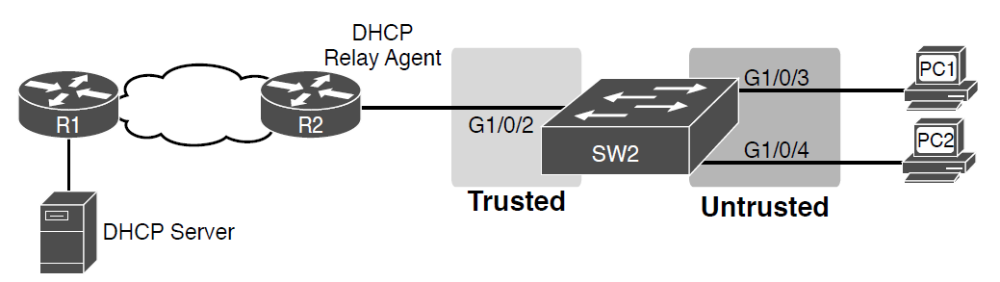 DHCP
Relay Agent
R1
R2
G1/0/2
SW2
G1/0/3
G1/0/4
PC1
PC2
Trusted
Untrusted
DHCP Server